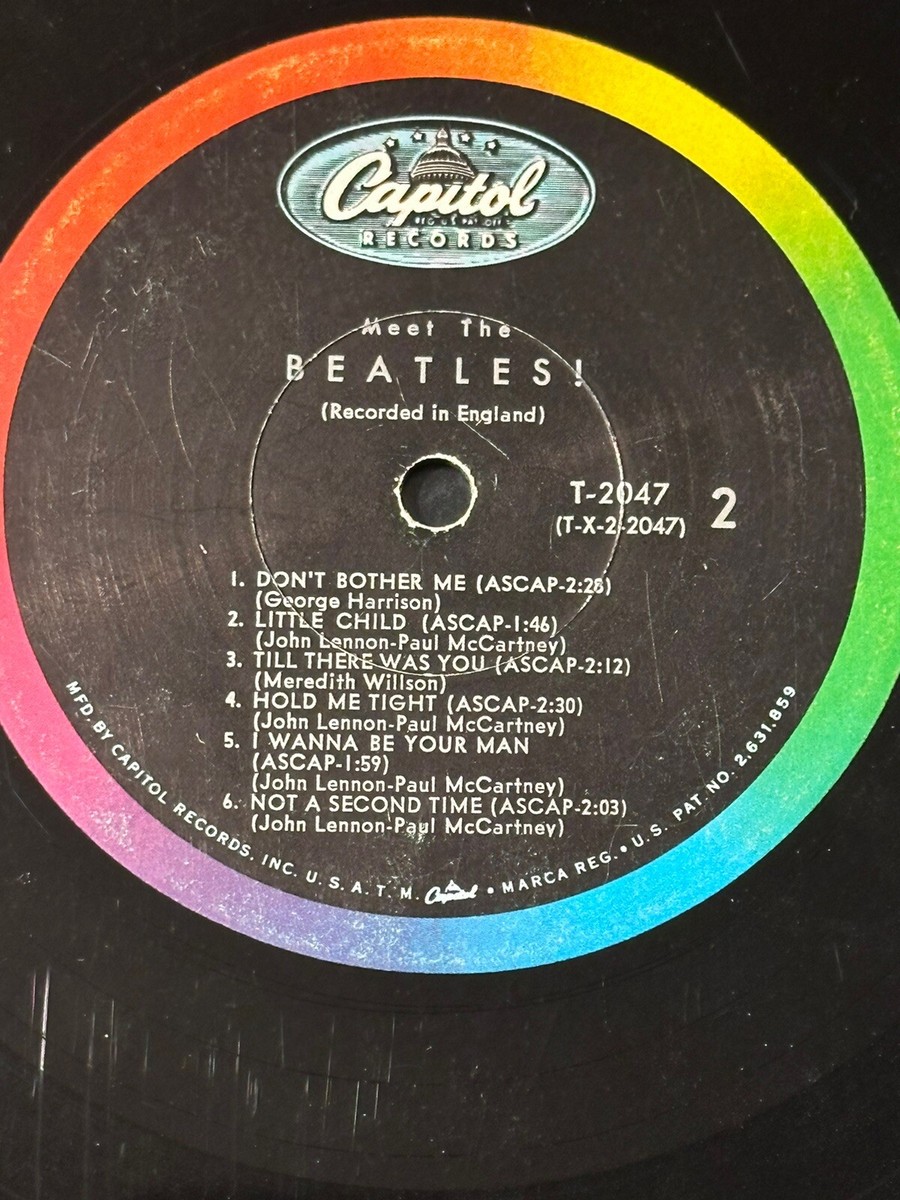 Capitol
REG. U.S. PAT. OFF.
RECORDS
Meet The
BEATLES!
(Recorded in England)
T-2047
(T-X-2-2047)
2
1. DON'T BOTHER ME (ASCAP-2:28)
(George Harrison)
2. LITTLE CHILD (ASCAP-1:46)
(John Lennon-Paul McCartney)
3. TILL THERE WAS YOU (ASCAP-2:12)
(Meredith Willson)
4. HOLD ME TIGHT (ASCAP-2:30)
(John Lennon-Paul McCartney)
5. I WANNA BE YOUR MAN
(ASCAP-1:59)
(John Lennon-Paul McCartney)
6. NOT A SECOND TIME (ASCAP-2:03)
(John Lennon-Paul McCartney)
MFD. BY CAPITOL RECORDS, INC. U. S. A. T. M. Capitol • MARCA REG. • U.S. PAT. NO. 2,631,859